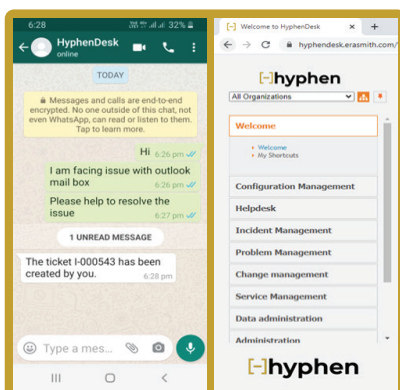 6:28
32%
HyphenDesk
online
TODAY
Messages and calls are end-to-end
encrypted. No one outside of this chat, not
even WhatsApp, can read or listen to them.
Tap to learn more.
Hi 6:26 pm
I am facing issue with outlook
mail box 6:26 pm
Please help to resolve the
issue 6:27 pm
1 UNREAD MESSAGE
The ticket I-000543 has been
created by you. 6:28 pm
Type a mes...
[-] Welcome to HyphenDesk × +
hyphendesk.erasmith.com/
[-]hyphen
All Organizations
Welcome
Welcome
My Shortcuts
Configuration Management
Helpdesk
Incident Management
Problem Management
Change management
Service Management
Data administration
Administration
[-]hyphen